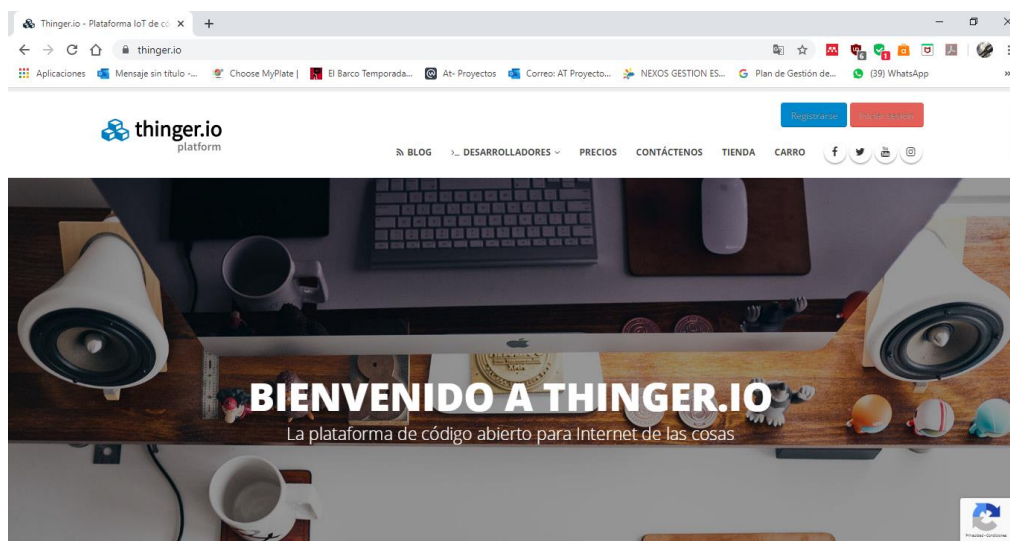 Thinger.io - Plataforma IoT de có
thinger.io
Aplicaciones Mensaje sin título -... Choose MyPlate | El Barco Temporada... At- Proyectos Correo: AT Proyecto... NEXOS GESTION ES... Plan de Gestión de... (39) WhatsApp
Registrarse Iniciar sesión
thinger.io
platform
BLOG >_ DESARROLLADORES PRECIOS CONTÁCTENOS TIENDA CARRO
BIENVENIDO A THINGER.IO
La plataforma de código abierto para Internet de las cosas
Privacidad - Condiciones